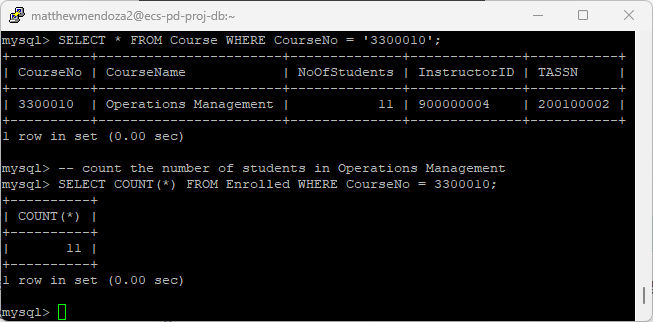 matthewmendoza2@ecs-pd-proj-db:~
mysql> SELECT * FROM Course WHERE CourseNo = '3300010';
+----------+-----------------------+--------------+--------------+-----------+
| CourseNo | CourseName            | NoOfStudents | InstructorID | TASSN     |
+----------+-----------------------+--------------+--------------+-----------+
| 3300010  | Operations Management |           11 | 900000004    | 200100002 |
+----------+-----------------------+--------------+--------------+-----------+
1 row in set (0.00 sec)
mysql> -- count the number of students in Operations Management
mysql> SELECT COUNT(*) FROM Enrolled WHERE CourseNo = 3300010;
+----------+
| COUNT(*) |
+----------+
|       11 |
+----------+
1 row in set (0.00 sec)
mysql>